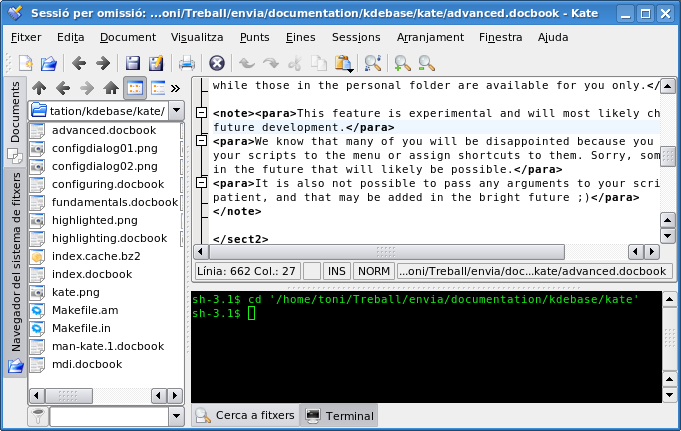 Sessió per omissió: ...oni/Treball/envia/documentation/kdebase/kate/advanced.docbook - Kate
Fitxer Edita Document Visualitza Punts Eines Sessions Arranjament Finestra Ajuda
Documents
Navegador del sistema de fitxers
tation/kdebase/kate/
advanced.docbook
configdialog01.png
configdialog02.png
configuring.docbook
fundamentals.docbook
highlighted.png
highlighting.docbook
index.cache.bz2
index.docbook
kate.png
Makefile.am
Makefile.in
man-kate.1.docbook
mdi.docbook
while those in the personal folder are available for you only.</
<note><para>This feature is experimental and will most likely ch
future development.</para>
<para>We know that many of you will be disappointed because you
your scripts to the menu or assign shortcuts to them. Sorry, som
in the future that will likely be possible.</para>
<para>It is also not possible to pass any arguments to your scri
patient, and that may be added in the bright future ;)</para>
</note>
</sect2>
Línia: 662 Col.: 27 INS NORM ...oni/Treball/envia/doc...kate/advanced.docbook
sh-3.1$ cd '/home/toni/Treball/envia/documentation/kdebase/kate'
sh-3.1$
Cerca a fitxers Terminal